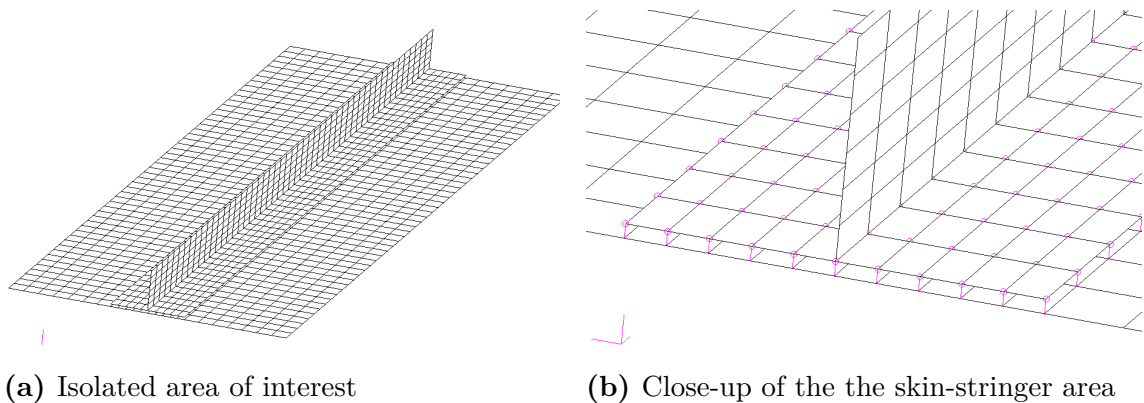 (a) Isolated area of interest
(b) Close-up of the the skin-stringer area